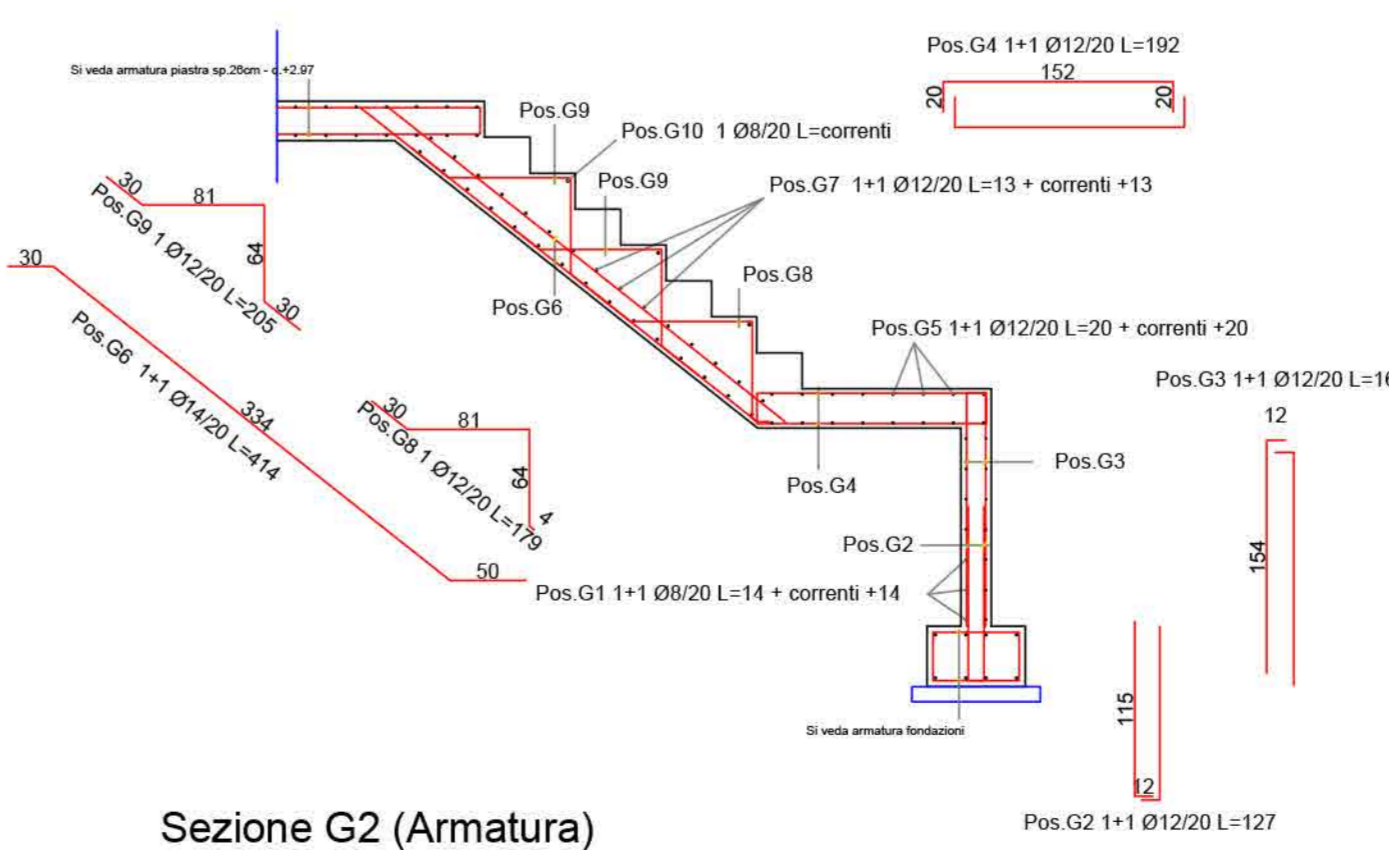 Pos.G4 1+1 Ø12/20 L=192
152
20
20
Si veda armatura piastra sp.26cm - q.+2.97
Pos.G9
Pos.G10 1 Ø8/20 L=correnti
Pos.G9
Pos.G7 1+1 Ø12/20 L=13 + correnti +13
30
81
64
30
Pos.G9 1 Ø12/20 L=205
Pos.G6
Pos.G8
30
334
50
Pos.G6 1+1 Ø14/20 L=414
Pos.G5 1+1 Ø12/20 L=20 + correnti +20
Pos.G3 1+1 Ø12/20 L=16
12
154
30
81
64
4
Pos.G8 1 Ø12/20 L=179
Pos.G4
Pos.G3
Pos.G2
Pos.G1 1+1 Ø8/20 L=14 + correnti +14
Si veda armatura fondazioni
115
12
Pos.G2 1+1 Ø12/20 L=127
Sezione G2 (Armatura)